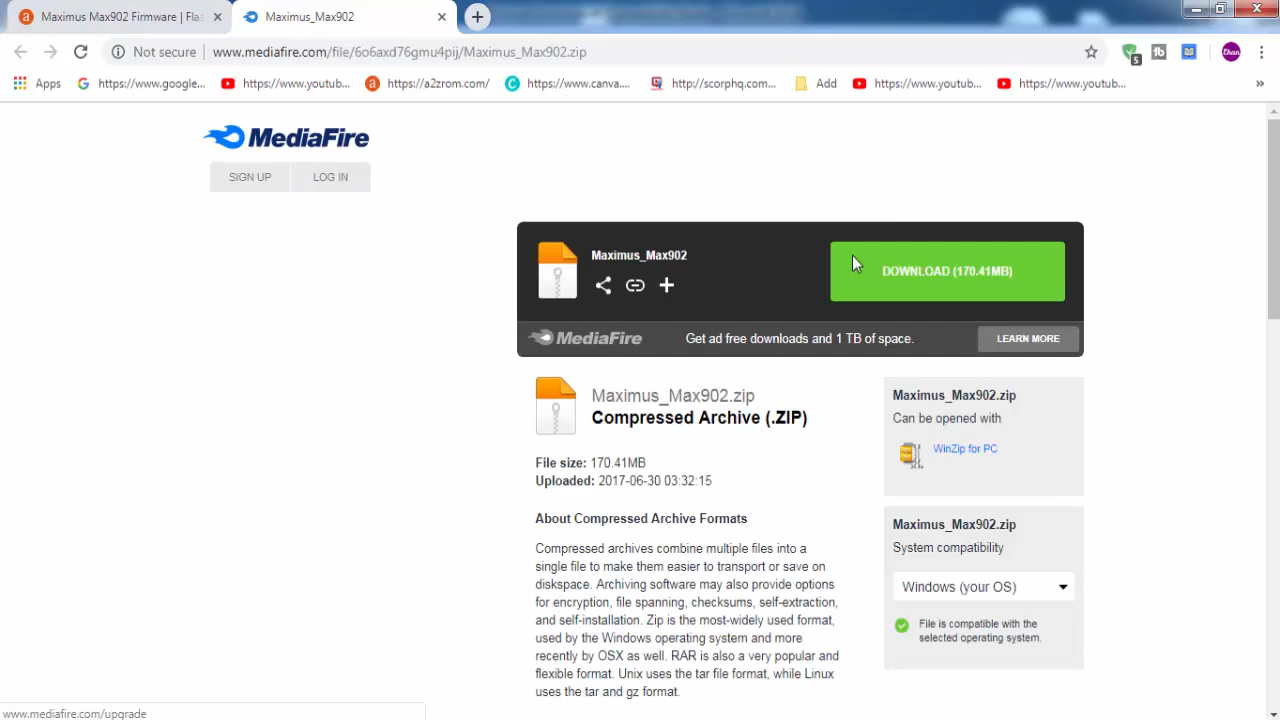 Maximus Max902 Firmware | Flas
Maximus_Max902
Not secure
www.mediafire.com/file/6o6axd76gmu4pij/Maximus_Max902.zip
5
Apps
https://www.google...
https://www.youtub...
https://a2zrom.com/
https://www.canva....
http://scorphq.com...
Add
https://www.youtub...
https://www.youtub...
»
MediaFire
SIGN UP
LOG IN
Maximus_Max902
DOWNLOAD (170.41MB)
MediaFire
Get ad free downloads and 1 TB of space.
LEARN MORE
Maximus_Max902.zip
Compressed Archive (.ZIP)
File size: 170.41MB
Uploaded: 2017-06-30 03:32:15
About Compressed Archive Formats
Compressed archives combine multiple files into a
single file to make them easier to transport or save on
diskspace. Archiving software may also provide options
for encryption, file spanning, checksums, self-extraction,
and self-installation. Zip is the most-widely used format,
used by the Windows operating system and more
recently by OSX as well. RAR is also a very popular and
flexible format. Unix uses the tar file format, while Linux
uses the tar and gz format.
Maximus_Max902.zip
Can be opened with
WinZip for PC
Maximus_Max902.zip
System compatibility
Windows (your OS)
File is compatible with the
selected operating system.
www.mediafire.com/upgrade